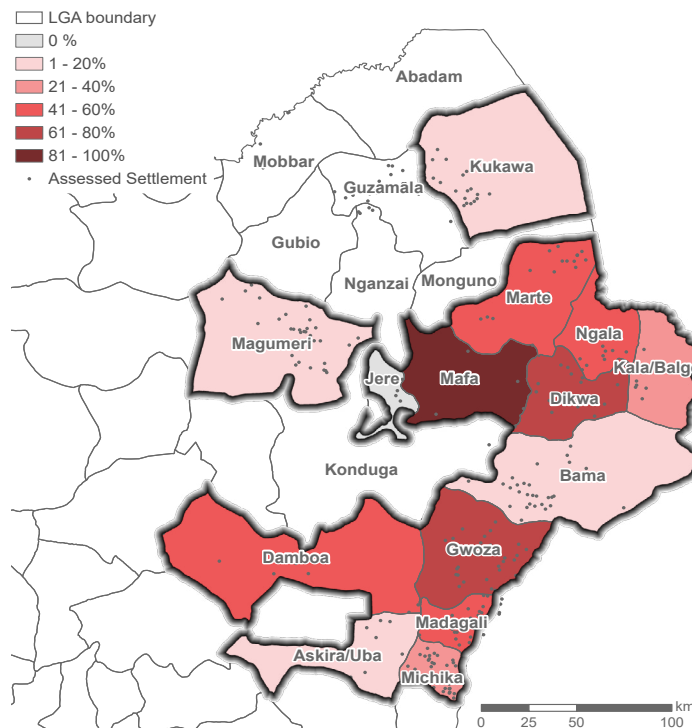 LGA boundary
0 %
1 - 20%
21 - 40%
41 - 60%
61 - 80%
81 - 100%
Assessed Settlement
Abadam
Mobbar
Kukawa
Guzamala
Gubio
Nganzai
Monguno
Marte
Magumeri
Ngala
Jere
Mafa
Kala/Balge
Dikwa
Konduga
Bama
Damboa
Gwoza
Madagali
Askira/Uba
Michika
km
0 50 100